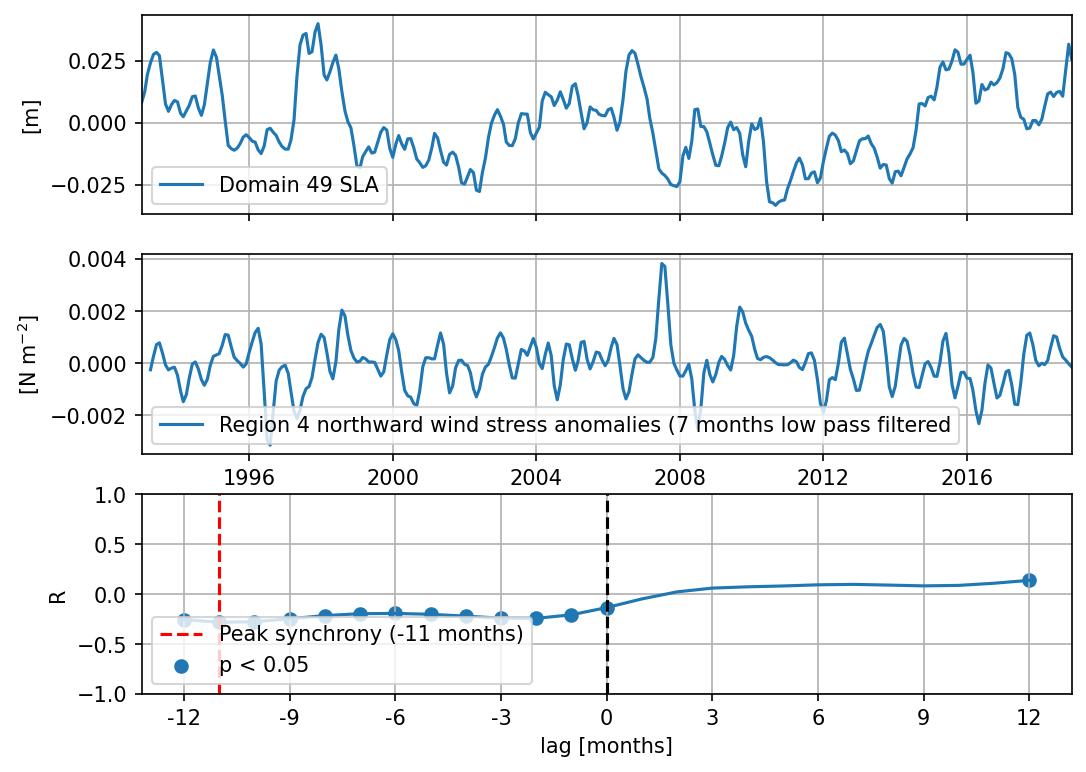 0.025
0.000
−0.025
[m]
Domain 49 SLA
0.004
0.002
0.000
−0.002
[N m⁻²]
Region 4 northward wind stress anomalies (7 months low pass filtered
1996 2000 2004 2008 2012 2016
1.0
0.5
0.0
−0.5
−1.0
R
Peak synchrony (-11 months)
p < 0.05
-12 -9 -6 -3 0 3 6 9 12
lag [months]